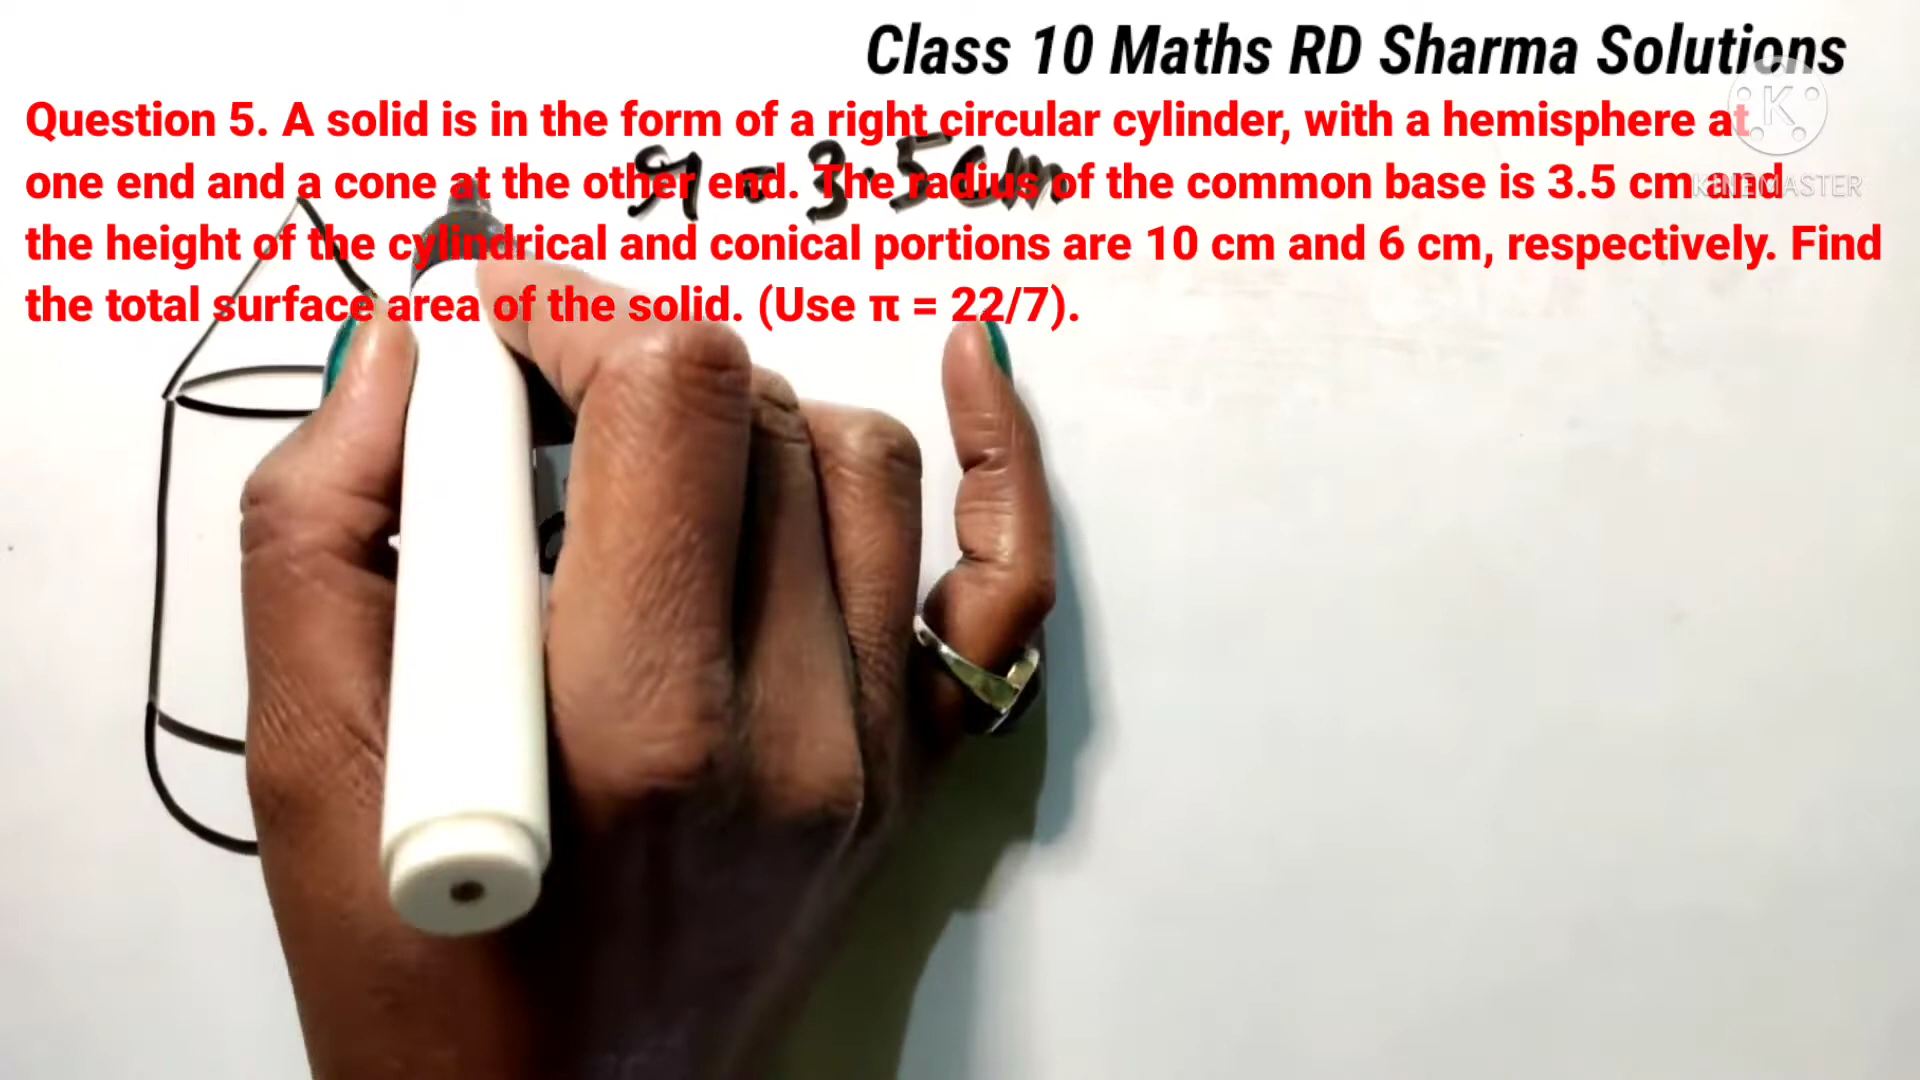 Class 10 Maths RD Sharma Solutions
Question 5. A solid is in the form of a right circular cylinder, with a hemisphere at
one end and a cone at the other end. The radius of the common base is 3.5 cm and
the height of the cylindrical and conical portions are 10 cm and 6 cm, respectively. Find
the total surface area of the solid. (Use π = 22/7).
r = 3.5 cm
K
KINEMASTER